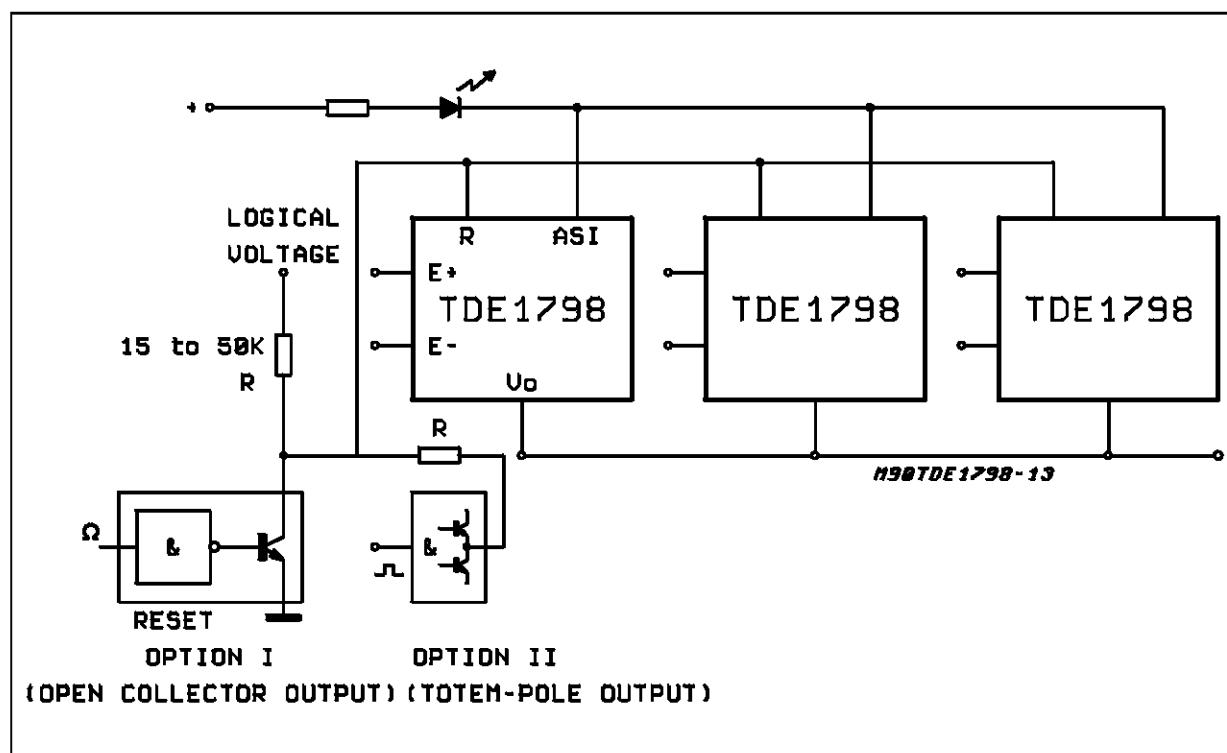 +
LOGICAL
VOLTAGE
R ASI
E+
TDE1798
E-
Vo
TDE1798
TDE1798
15 to 50K
R
R
M90TDE1798-13
Ω
&
&
RESET
OPTION I
(OPEN COLLECTOR OUTPUT)
OPTION II
(TOTEM-POLE OUTPUT)